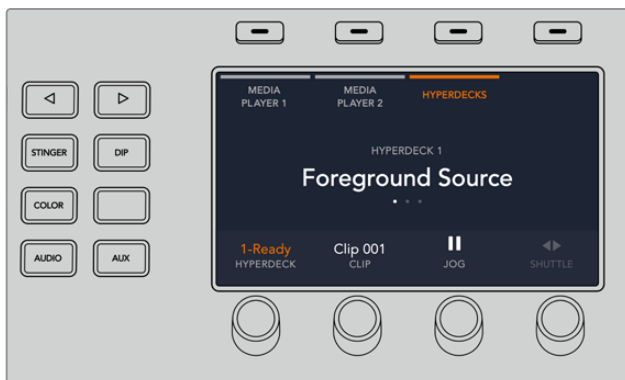 MEDIA
PLAYER 1
MEDIA
PLAYER 2
HYPERDECKS
STINGER
DIP
HYPERDECK 1
Foreground Source
COLOR
AUDIO
AUX
1-Ready
HYPERDECK
Clip 001
CLIP
JOG
SHUTTLE